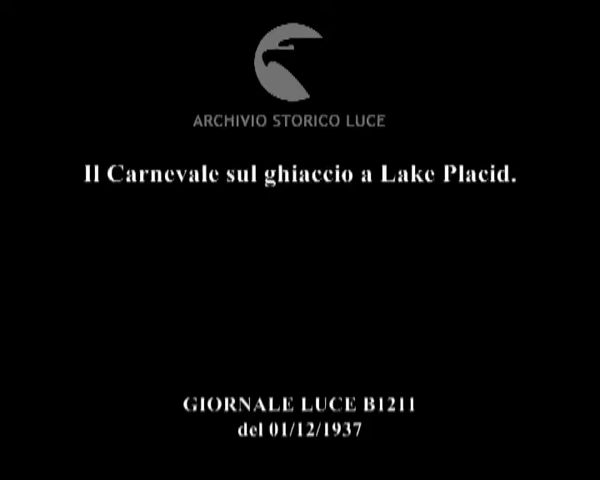 ARCHIVIO STORICO LUCE
Il Carnevale sul ghiaccio a Lake Placid.
GIORNALE LUCE B1211
del 01/12/1937